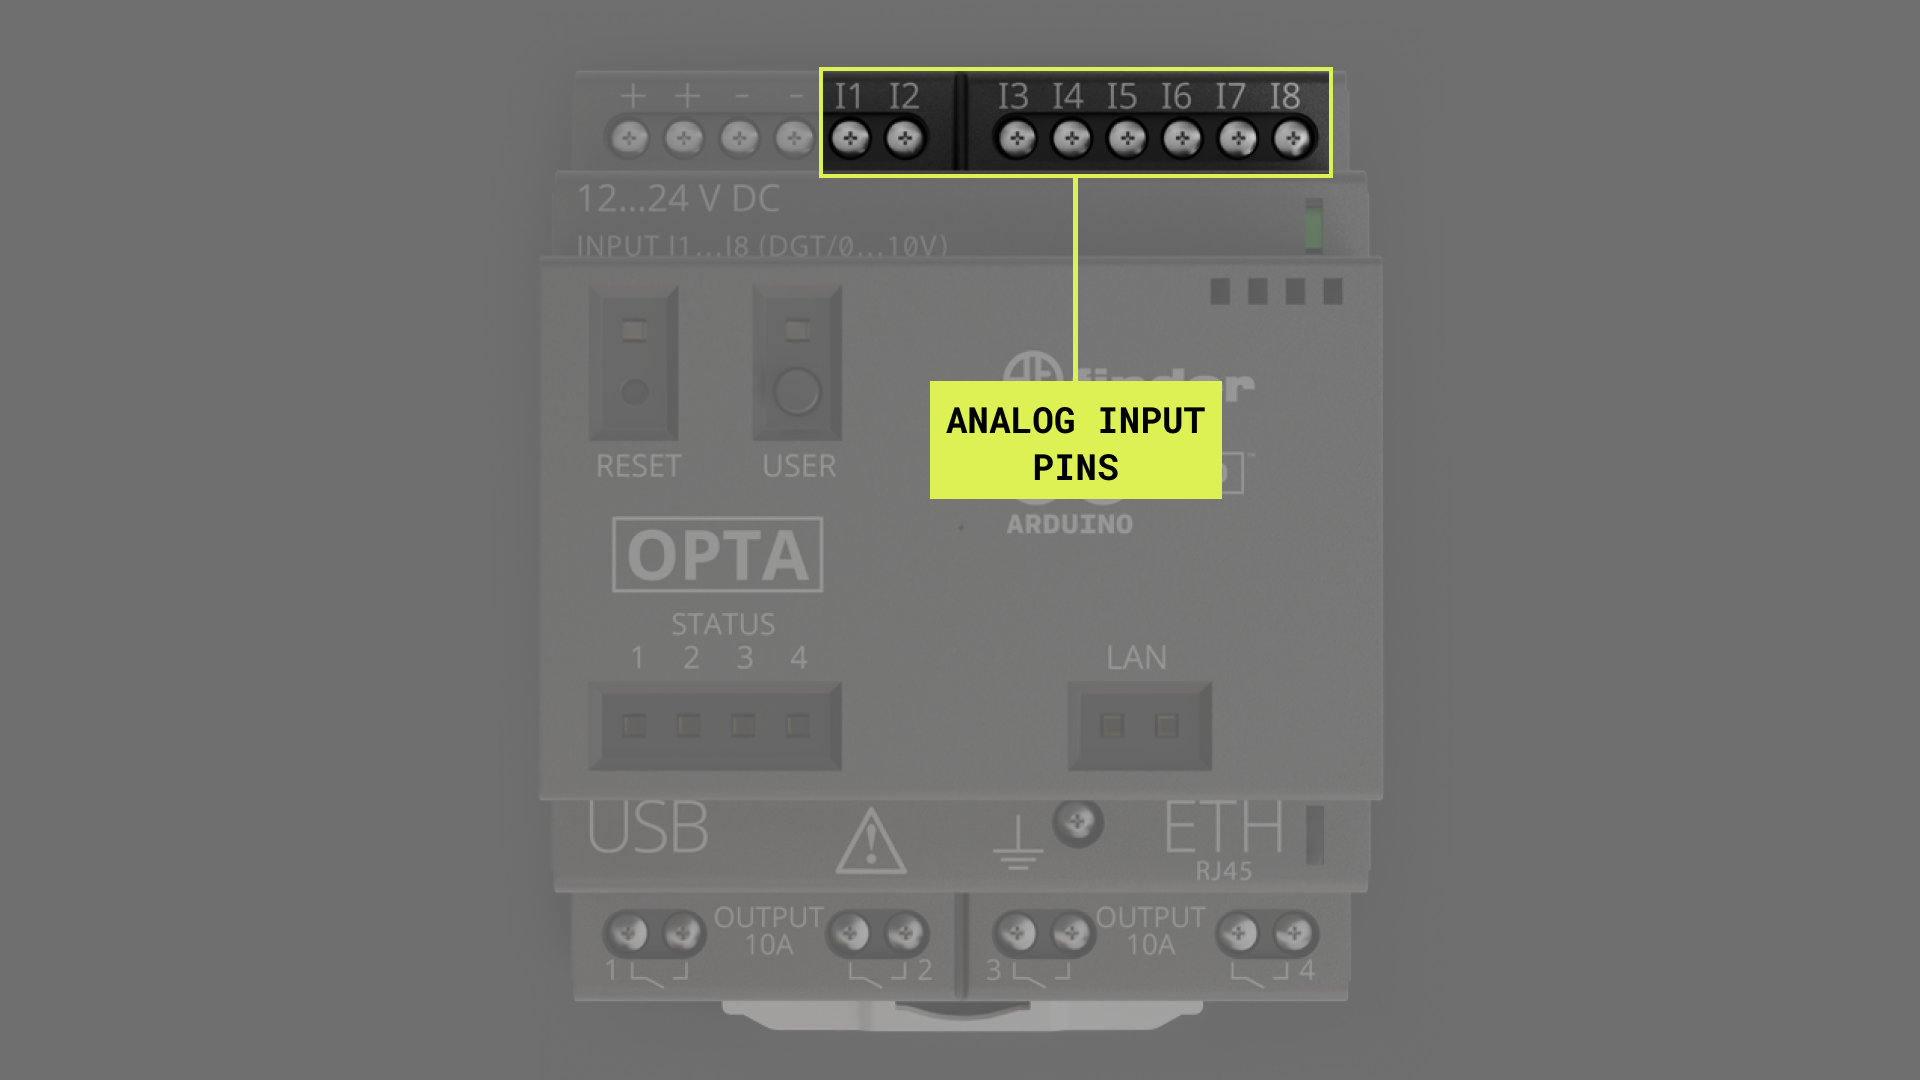 + + - - I1 I2 I3 I4 I5 I6 I7 I8
12...24 V DC
INPUT I1...I8 (DGT/0...10V)
finder
ANALOG INPUT
PINS
RESET USER
™
ARDUINO
OPTA
STATUS
1 2 3 4
LAN
USB
ETH
RJ45
OUTPUT
10A
OUTPUT
10A
1 2 3 4